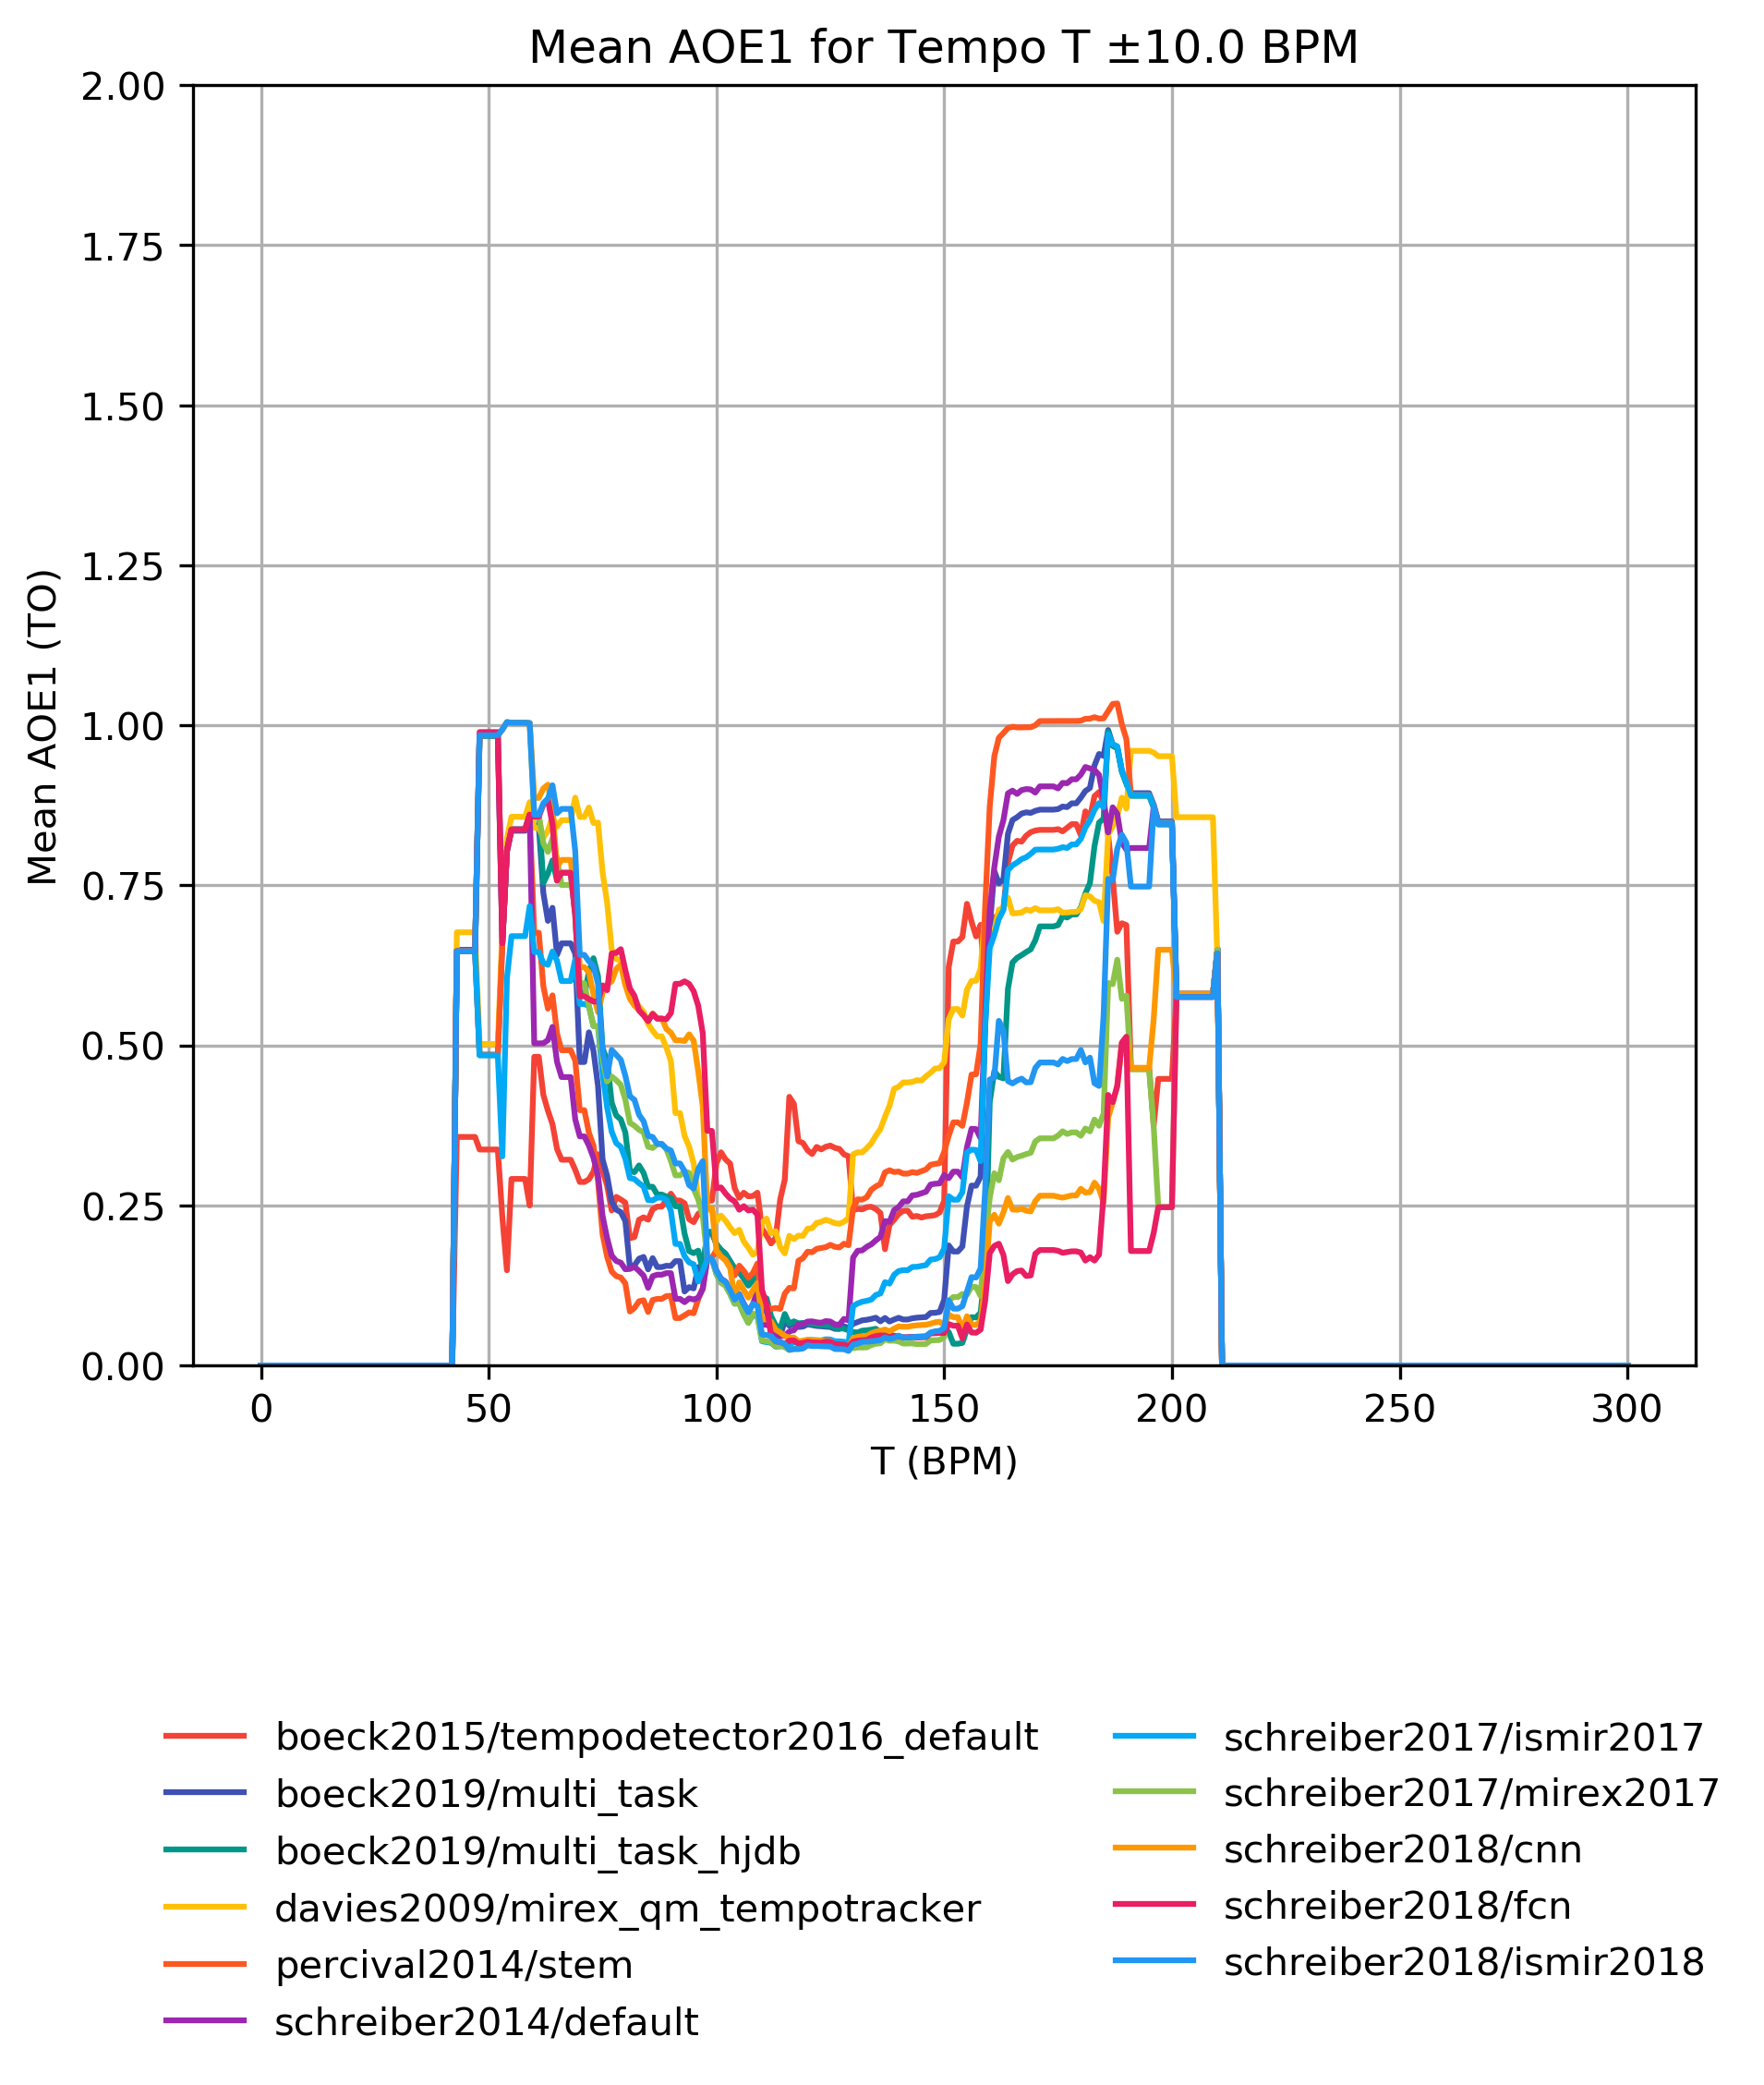 Mean AOE1 for Tempo T ±10.0 BPM
2.00
1.75
1.50
1.25
1.00
0.75
0.50
0.25
0.00
Mean AOE1 (TO)
0 50 100 150 200 250 300
T (BPM)
boeck2015/tempodetector2016_default
boeck2019/multi_task
boeck2019/multi_task_hjdb
davies2009/mirex_qm_tempotracker
percival2014/stem
schreiber2014/default
schreiber2017/ismir2017
schreiber2017/mirex2017
schreiber2018/cnn
schreiber2018/fcn
schreiber2018/ismir2018